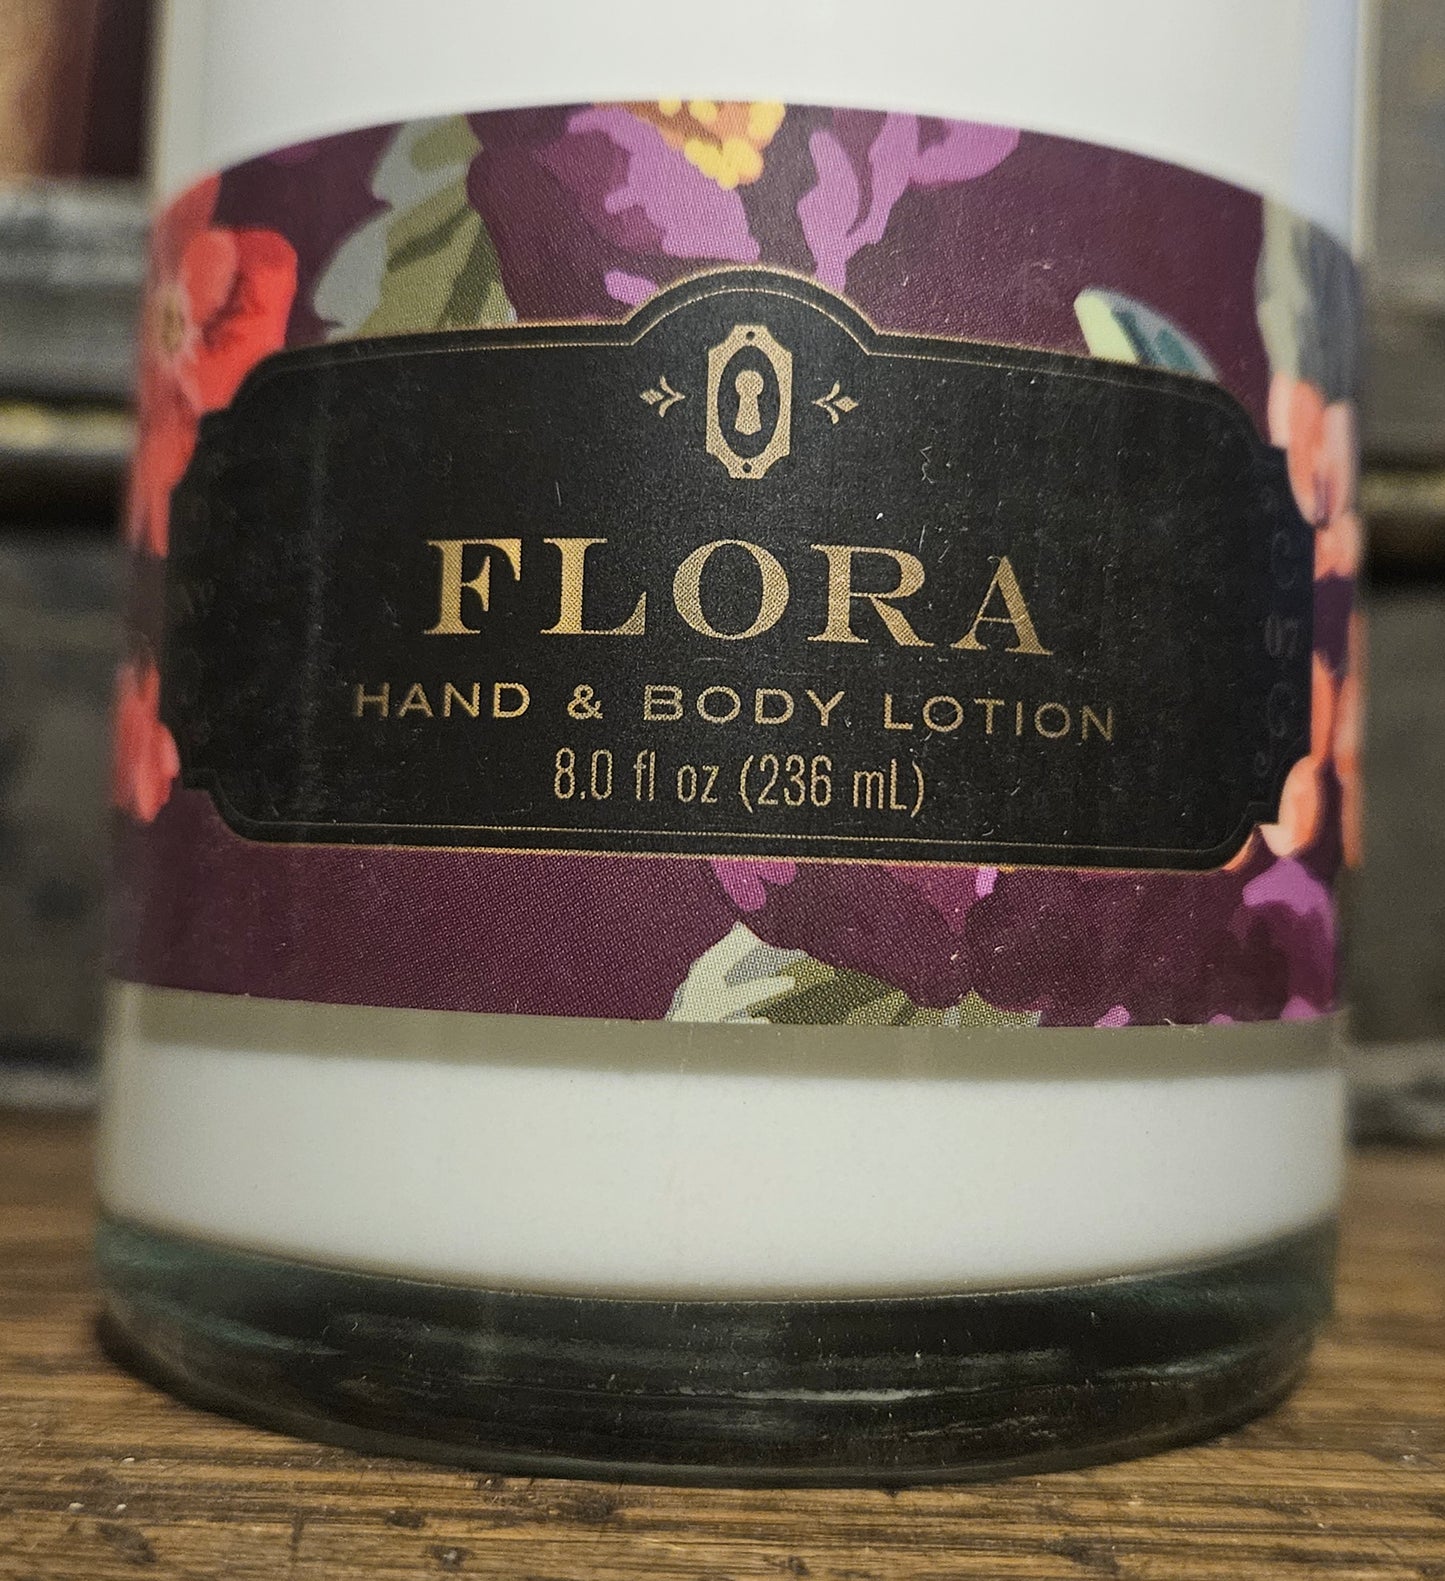 FLORA
HAND & BODY LOTION
8.0 fl oz (236 mL)